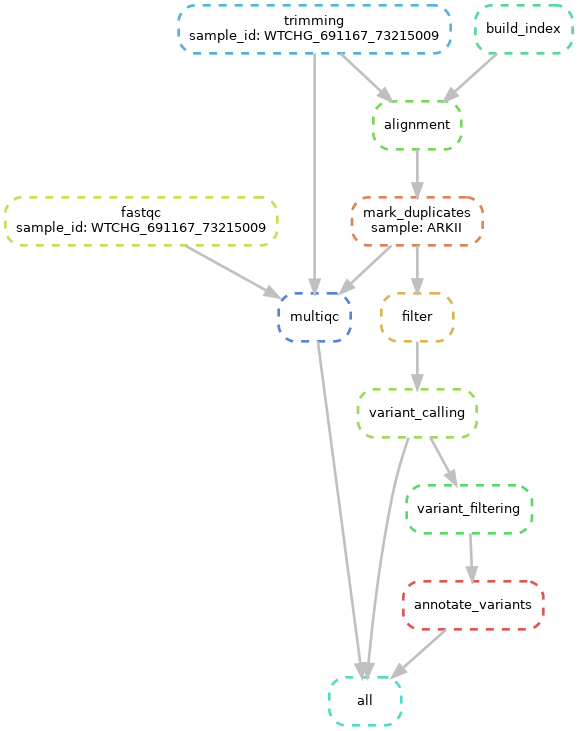 trimming
sample_id: WTCHG_691167_73215009
build_index
alignment
fastqc
sample_id: WTCHG_691167_73215009
mark_duplicates
sample: ARKII
multiqc
filter
variant_calling
variant_filtering
annotate_variants
all